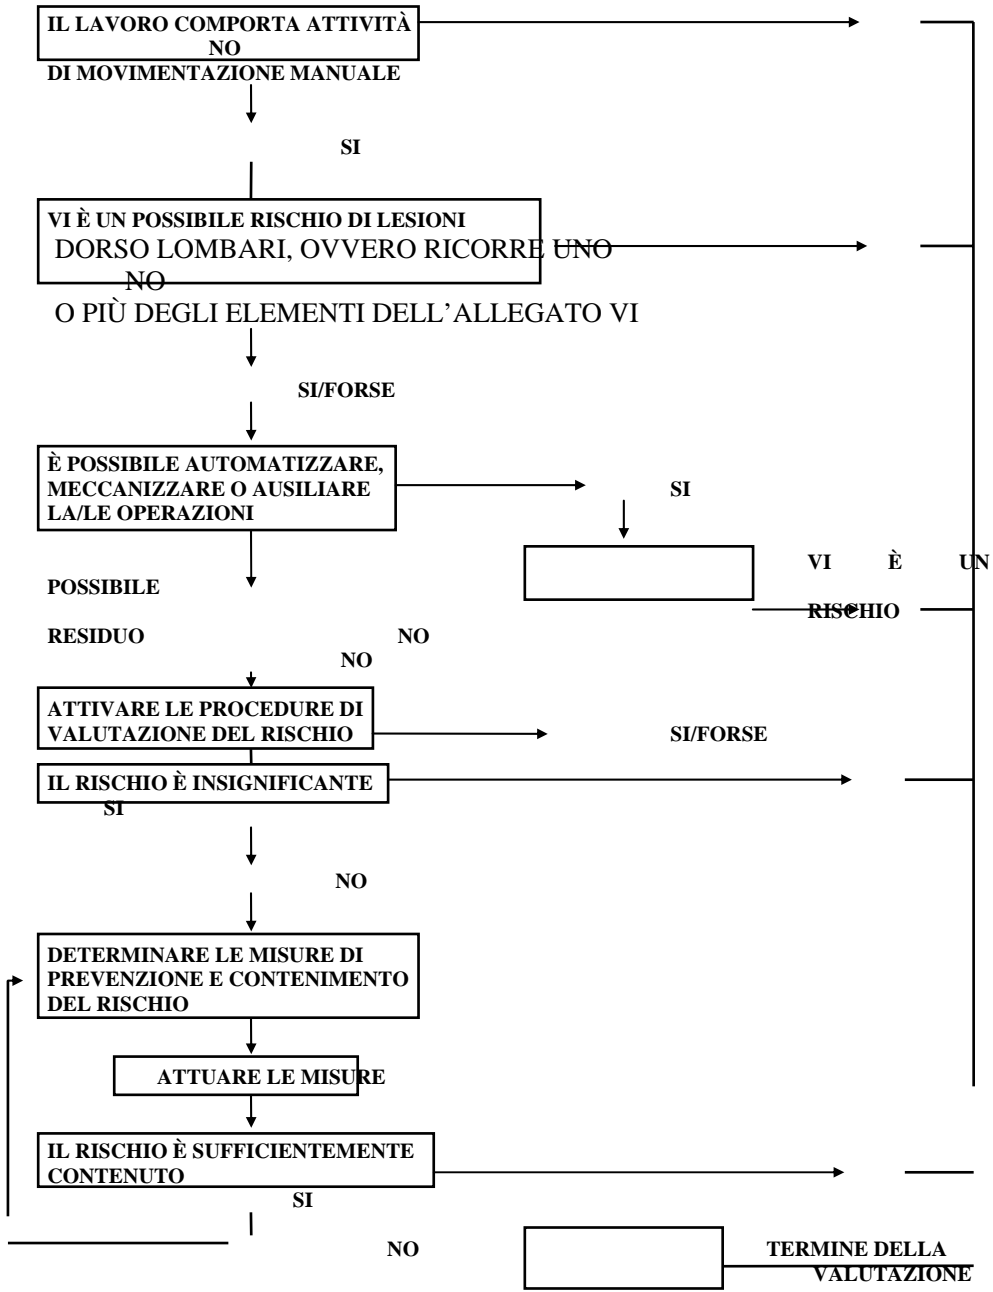 IL LAVORO COMPORTA ATTIVITÀ
NO
DI MOVIMENTAZIONE MANUALE
SI
VI È UN POSSIBILE RISCHIO DI LESIONI
DORSO LOMBARI, OVVERO RICORRE UNO
NO
O PIÙ DEGLI ELEMENTI DELL'ALLEGATO VI
SI/FORSE
È POSSIBILE AUTOMATIZZARE,
MECCANIZZARE O AUSILIARE
SI
LA/LE OPERAZIONI
VI È UN
POSSIBILE
RISCHIO
RESIDUO NO
NO
ATTIVARE LE PROCEDURE DI
VALUTAZIONE DEL RISCHIO SI/FORSE
IL RISCHIO È INSIGNIFICANTE
SI
NO
DETERMINARE LE MISURE DI
PREVENZIONE E CONTENIMENTO
DEL RISCHIO
ATTUARE LE MISURE
IL RISCHIO È SUFFICIENTEMENTE
CONTENUTO
SI
NO TERMINE DELLA
VALUTAZIONE